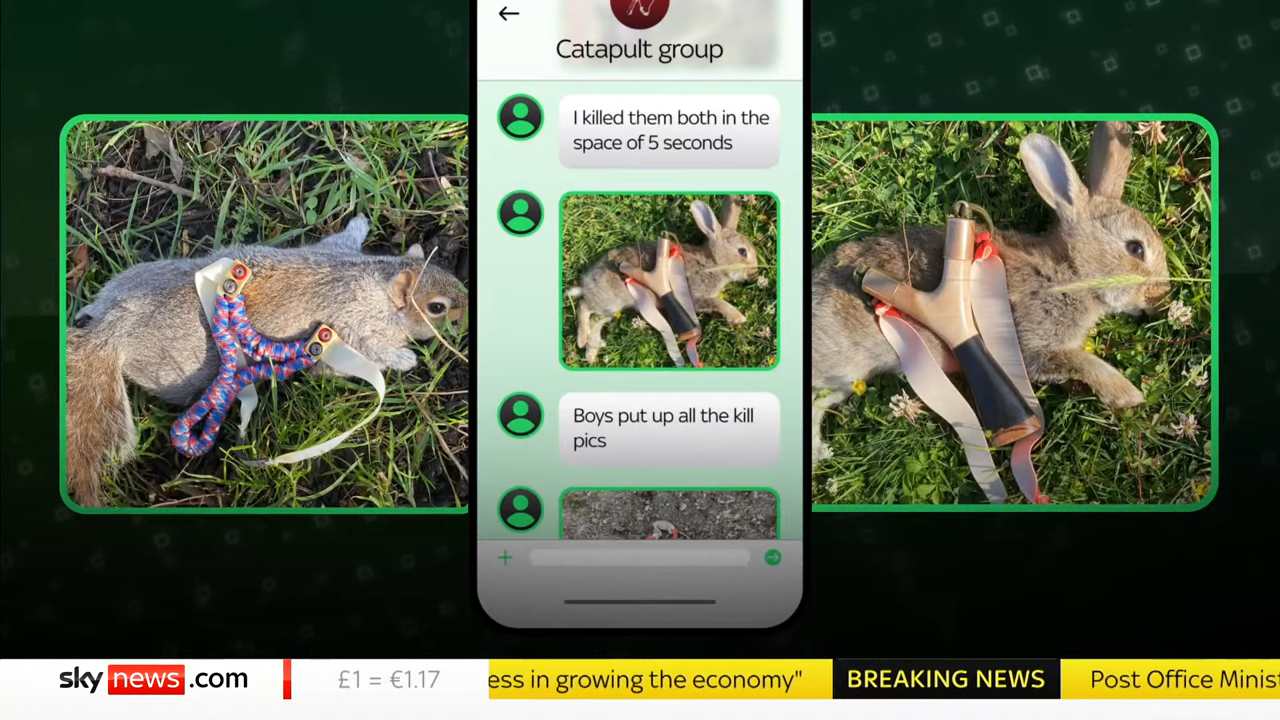 Catapult group
I killed them both in the
space of 5 seconds
Boys put up all the kill
pics
sky news .com
£1 = €1.17
ess in growing the economy"
BREAKING NEWS
Post Office Minis